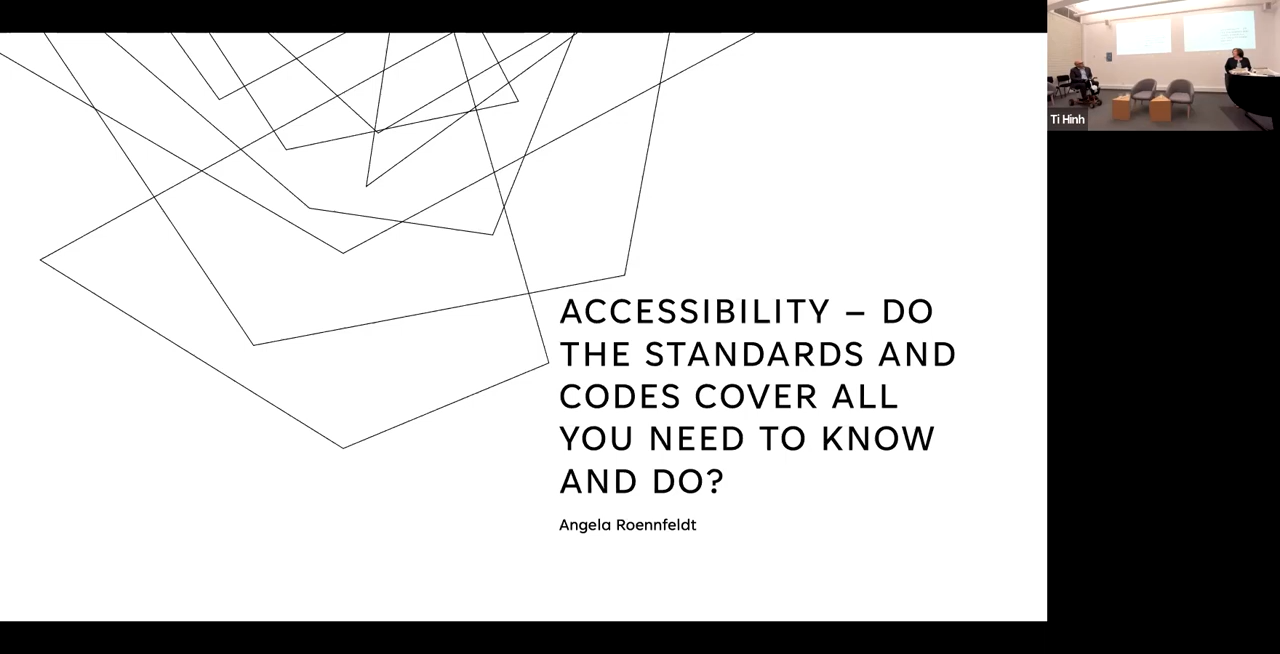 ACCESSIBILITY – DO
THE STANDARDS AND
CODES COVER ALL
YOU NEED TO KNOW
AND DO?
Angela Roennfeldt
Ti Hinh